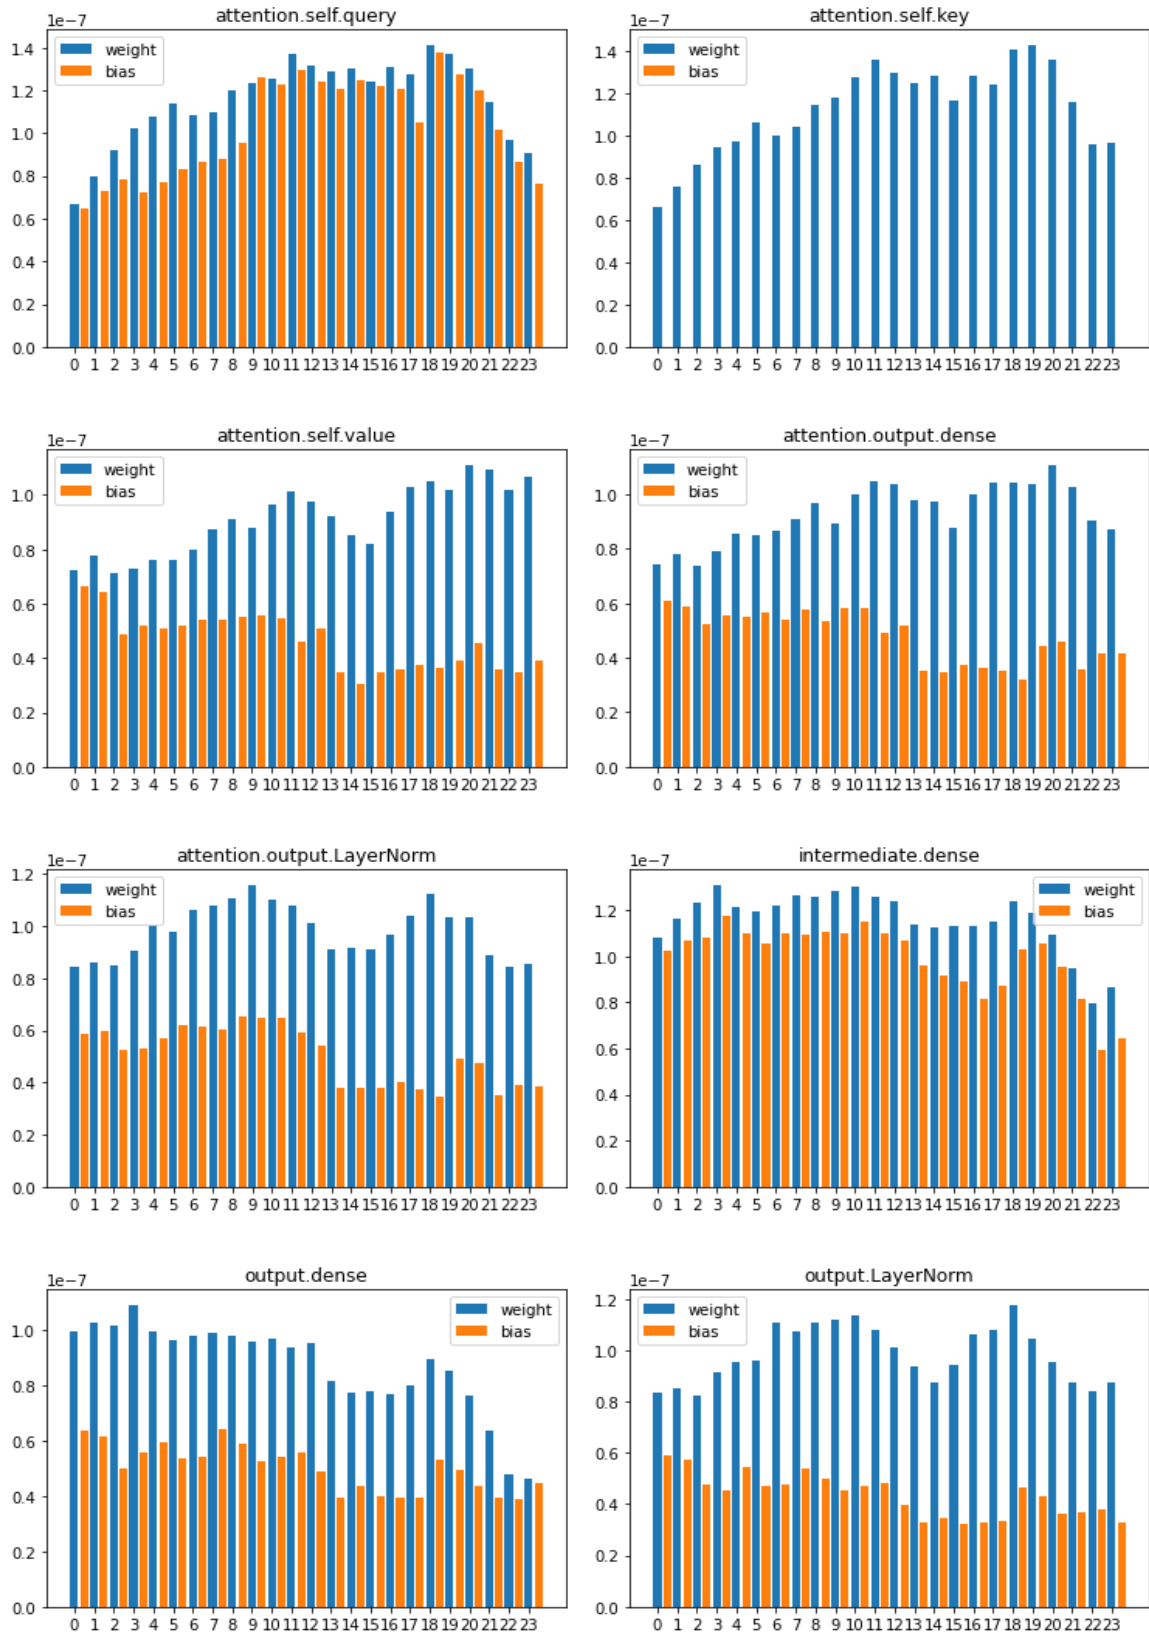 attention.self.query
1e−7
weight
bias
1.4
1.2
1.0
0.8
0.6
0.4
0.2
0.0
0 1 2 3 4 5 6 7 8 9 10 11 12 13 14 15 16 17 18 19 20 21 22 23
attention.self.key
1e−7
weight
bias
1.4
1.2
1.0
0.8
0.6
0.4
0.2
0.0
0 1 2 3 4 5 6 7 8 9 10 11 12 13 14 15 16 17 18 19 20 21 22 23
attention.self.value
1e−7
weight
bias
1.0
0.8
0.6
0.4
0.2
0.0
0 1 2 3 4 5 6 7 8 9 10 11 12 13 14 15 16 17 18 19 20 21 22 23
attention.output.dense
1e−7
weight
bias
1.0
0.8
0.6
0.4
0.2
0.0
0 1 2 3 4 5 6 7 8 9 10 11 12 13 14 15 16 17 18 19 20 21 22 23
attention.output.LayerNorm
1e−7
weight
bias
1.2
1.0
0.8
0.6
0.4
0.2
0.0
0 1 2 3 4 5 6 7 8 9 10 11 12 13 14 15 16 17 18 19 20 21 22 23
intermediate.dense
1e−7
weight
bias
1.2
1.0
0.8
0.6
0.4
0.2
0.0
0 1 2 3 4 5 6 7 8 9 10 11 12 13 14 15 16 17 18 19 20 21 22 23
output.dense
1e−7
weight
bias
1.0
0.8
0.6
0.4
0.2
0.0
0 1 2 3 4 5 6 7 8 9 10 11 12 13 14 15 16 17 18 19 20 21 22 23
output.LayerNorm
1e−7
weight
bias
1.2
1.0
0.8
0.6
0.4
0.2
0.0
0 1 2 3 4 5 6 7 8 9 10 11 12 13 14 15 16 17 18 19 20 21 22 23